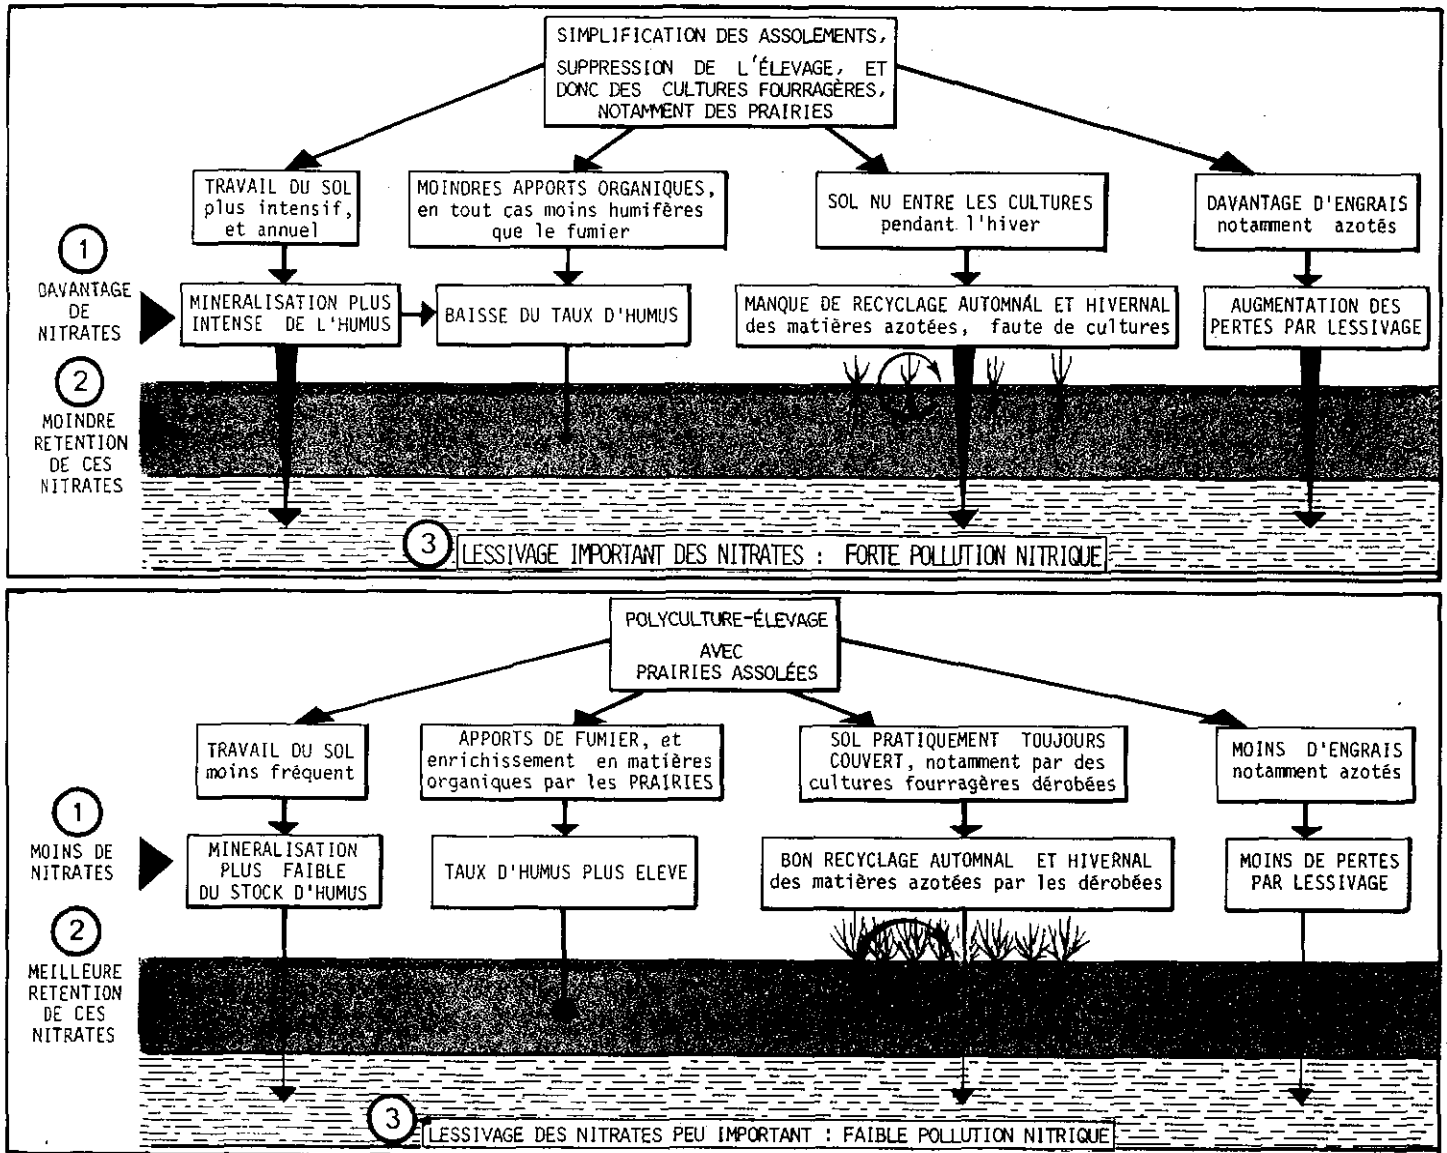 SIMPLIFICATION DES ASSOLEMENTS,
SUPPRESSION DE L'ÉLEVAGE, ET
DONC DES CULTURES FOURRAGÈRES,
NOTAMMENT DES PRAIRIES
TRAVAIL DU SOL
plus intensif,
et annuel
MOINDRES APPORTS ORGANIQUES,
en tout cas moins humifères
que le fumier
SOL NU ENTRE LES CULTURES
pendant l'hiver
DAVANTAGE D'ENGRAIS
notamment azotés
1
DAVANTAGE
DE
NITRATES
MINERALISATION PLUS
INTENSE DE L'HUMUS
BAISSE DU TAUX D'HUMUS
MANQUE DE RECYCLAGE AUTOMNAL ET HIVERNAL
des matières azotées, faute de cultures
AUGMENTATION DES
PERTES PAR LESSIVAGE
2
MOINDRE
RETENTION
DE CES
NITRATES
3
LESSIVAGE IMPORTANT DES NITRATES : FORTE POLLUTION NITRIQUE
POLYCULTURE-ÉLEVAGE
AVEC
PRAIRIES ASSOLÉES
TRAVAIL DU SOL
moins fréquent
APPORTS DE FUMIER, et
enrichissement en matières
organiques par les PRAIRIES
SOL PRATIQUEMENT TOUJOURS
COUVERT, notamment par des
cultures fourragères dérobées
MOINS D'ENGRAIS
notamment azotés
1
MOINS DE
NITRATES
MINERALISATION
PLUS FAIBLE
DU STOCK D'HUMUS
TAUX D'HUMUS PLUS ELEVE
BON RECYCLAGE AUTOMNAL ET HIVERNAL
des matières azotées par les dérobées
MOINS DE PERTES
PAR LESSIVAGE
2
MEILLEURE
RETENTION
DE CES
NITRATES
3
LESSIVAGE DES NITRATES PEU IMPORTANT : FAIBLE POLLUTION NITRIQUE